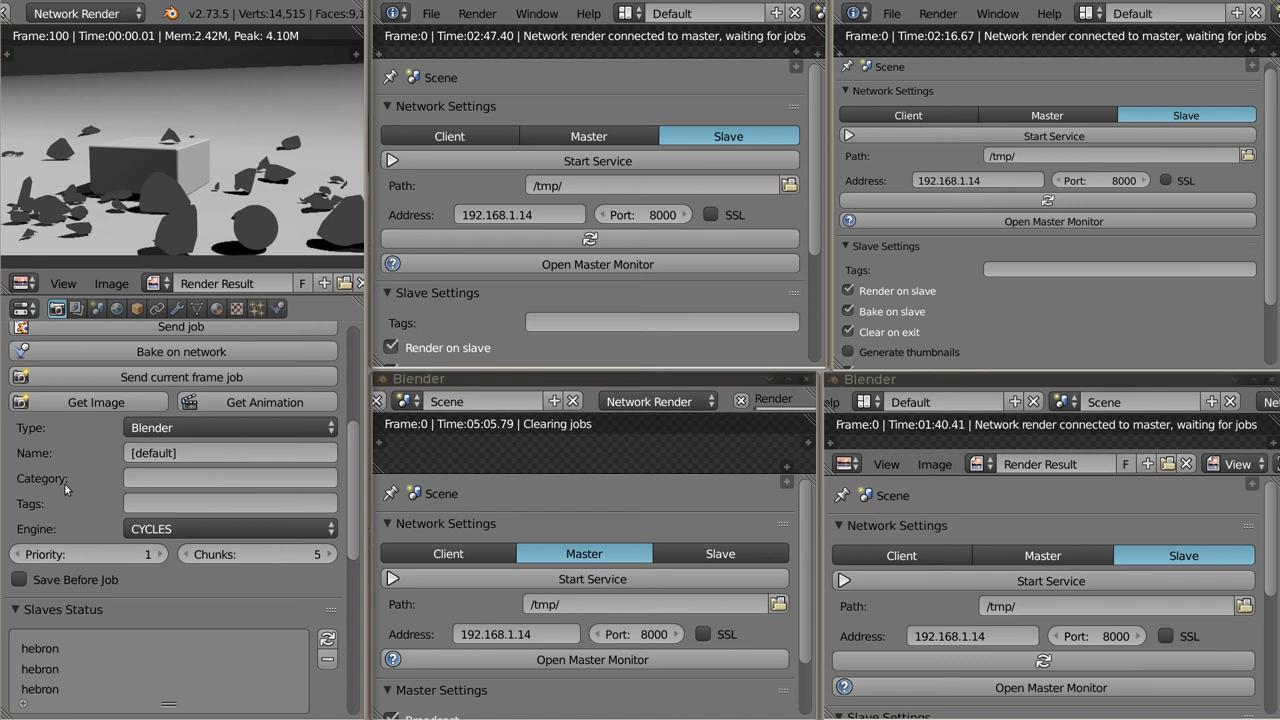 Network Render
v2.73.5 | Verts:14,515 | Faces:9,1
Frame:100 | Time:00:00.01 | Mem:2.42M, Peak: 4.10M
View
Image
Render Result
F
Send job
Bake on network
Send current frame job
Get Image
Get Animation
Type:
Blender
Name:
[default]
Category:
Tags:
Engine:
CYCLES
Priority: 1
Chunks: 5
Save Before Job
Slaves Status
hebron
hebron
hebron
File
Render
Window
Help
Default
Frame:0 | Time:02:47.40 | Network render connected to master, waiting for jobs
Scene
Network Settings
Client
Master
Slave
Start Service
Path:
/tmp/
Address:
192.168.1.14
Port: 8000
SSL
Open Master Monitor
Slave Settings
Tags:
Render on slave
File
Render
Window
Help
Default
Frame:0 | Time:02:16.67 | Network render connected to master, waiting for jobs
Scene
Network Settings
Client
Master
Slave
Start Service
Path:
/tmp/
Address:
192.168.1.14
Port: 8000
SSL
Open Master Monitor
Slave Settings
Tags:
Render on slave
Bake on slave
Clear on exit
Generate thumbnails
Blender
Scene
Network Render
Render
Frame:0 | Time:05:05.79 | Clearing jobs
Scene
Network Settings
Client
Master
Slave
Start Service
Path:
/tmp/
Address:
192.168.1.14
Port: 8000
SSL
Open Master Monitor
Master Settings
Broadcast
Blender
elp
Default
Scene
Ne
Frame:0 | Time:01:40.41 | Network render connected to master, waiting for jobs
View
Image
Render Result
F
View
Scene
Network Settings
Client
Master
Slave
Start Service
Path:
/tmp/
Address:
192.168.1.14
Port: 8000
SSL
Open Master Monitor
Slave Settings